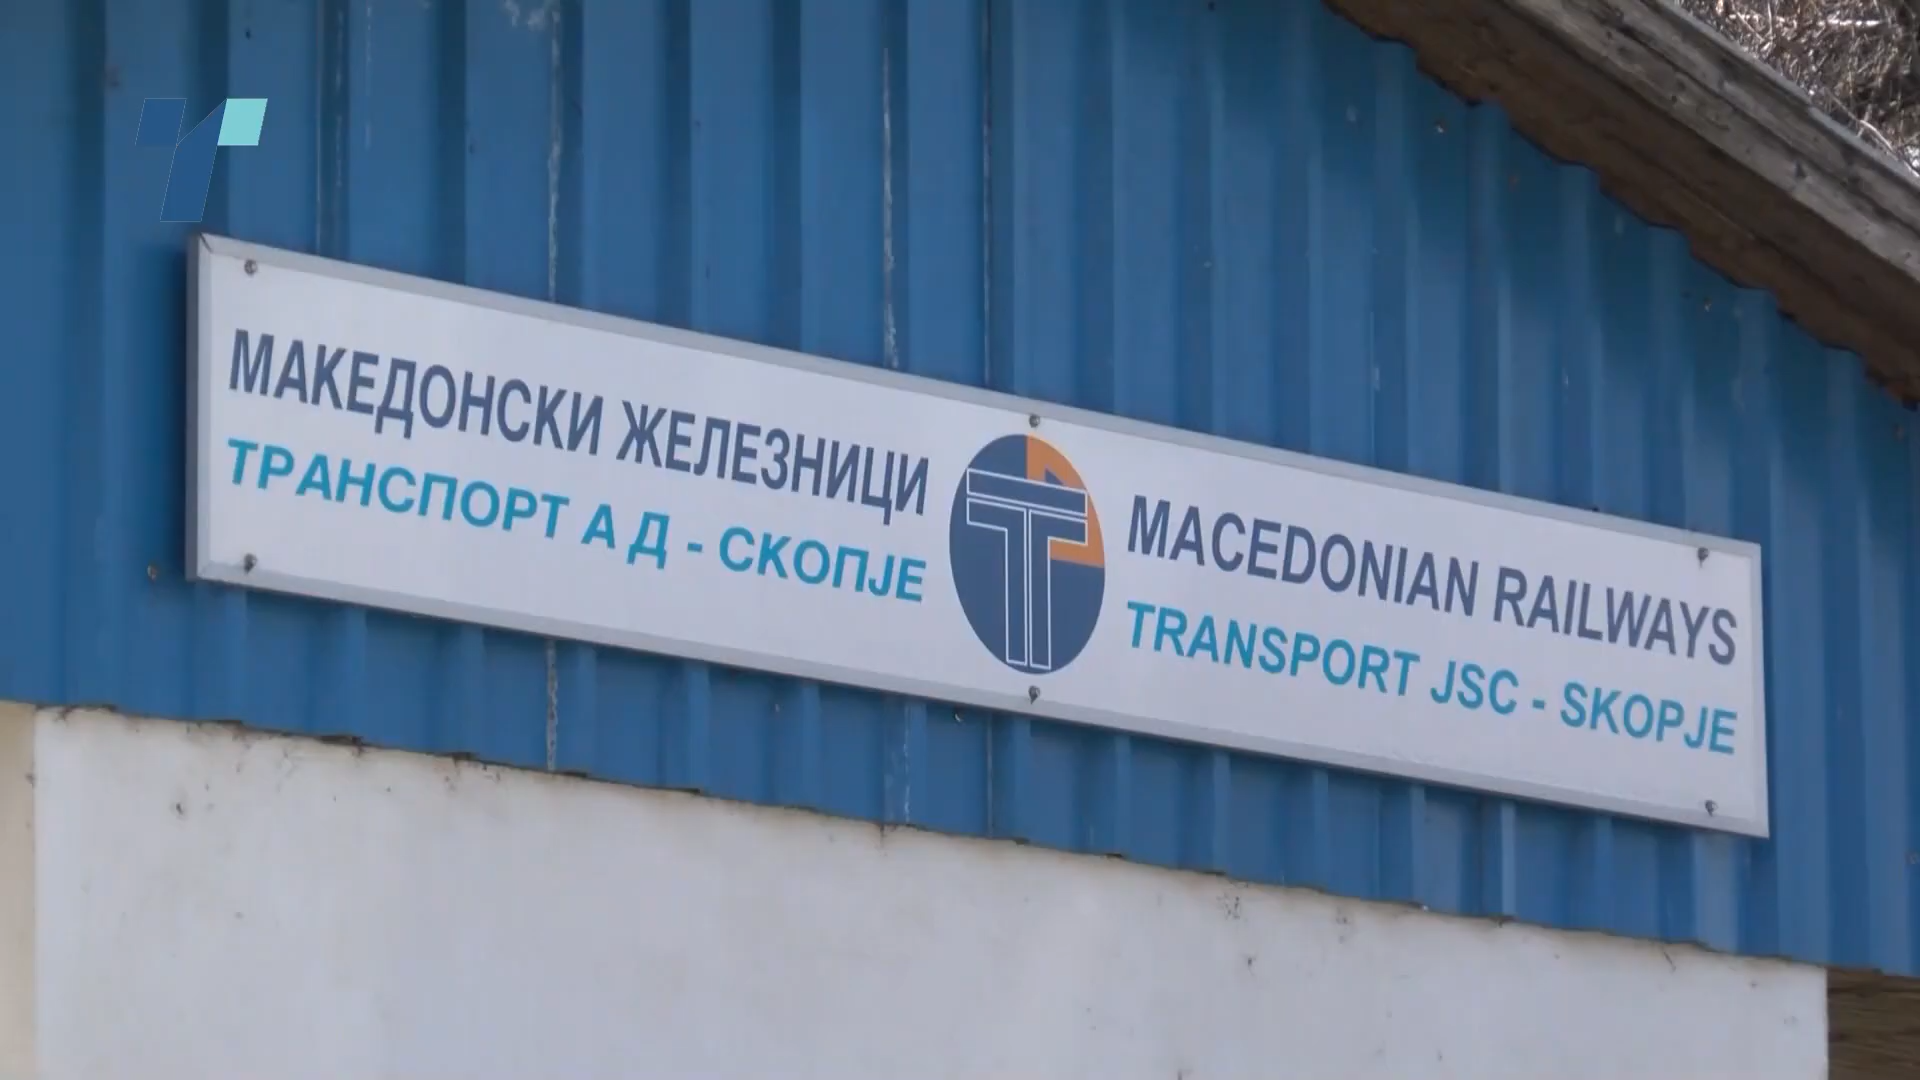 МАКЕДОНСКИ ЖЕЛЕЗНИЦИ
ТРАНСПОРТ А Д - СКОПЈЕ
MACEDONIAN RAILWAYS
TRANSPORT JSC - SKOPJE